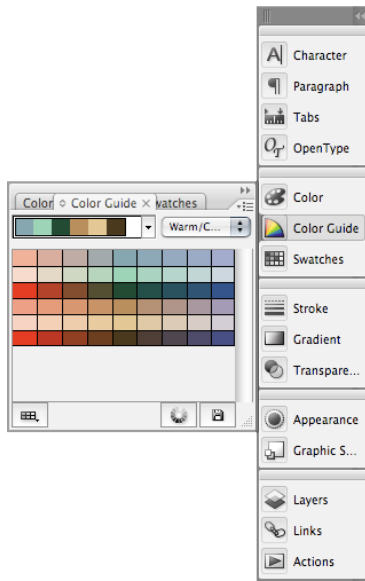 Color
Color Guide
watches
Warm/C...
Character
Paragraph
Tabs
OpenType
Color
Color Guide
Swatches
Stroke
Gradient
Transpare...
Appearance
Graphic S...
Layers
Links
Actions